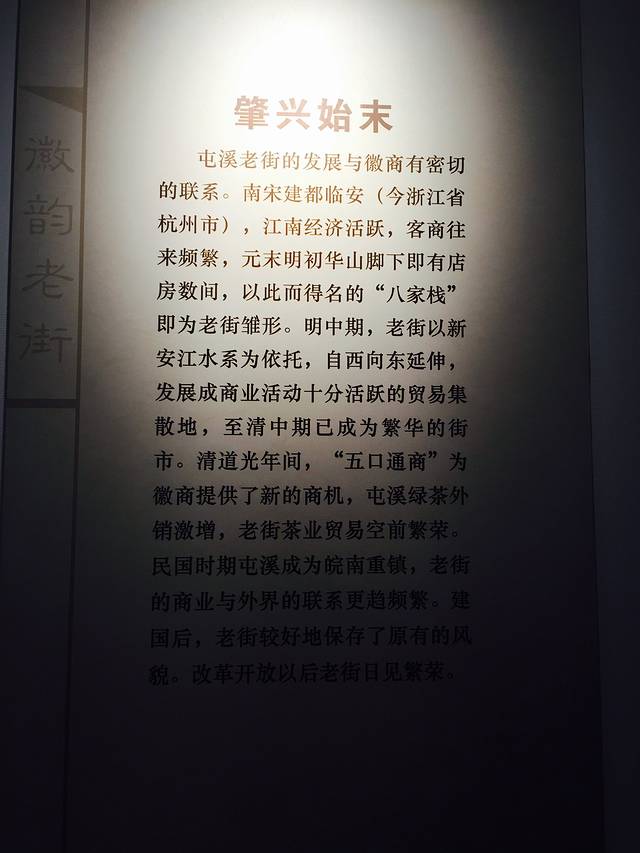 徽韵老街
肇兴始末
屯溪老街的发展与徽商有密切
的联系。南宋建都临安（今浙江省
杭州市），江南经济活跃，客商往
来频繁，元末明初华山脚下即有店
房数间，以此而得名的“八家栈”
即为老街雏形。明中期，老街以新
安江水系为依托，自西向东延伸，
发展成商业活动十分活跃的贸易集
散地，至清中期已成为繁华的街
市。清道光年间，“五口通商”为
徽商提供了新的商机，屯溪绿茶外
销激增，老街茶业贸易空前繁荣。
民国时期屯溪成为皖南重镇，老街
的商业与外界的联系更趋频繁。建
国后，老街较好地保存了原有的风
貌。改革开放以后老街日见繁荣。